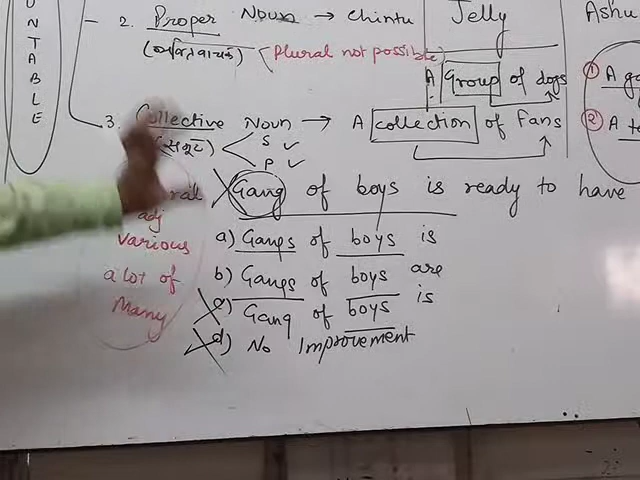 UNTABLE
2. Proper Noun → Chintu Jelly Ashu
(व्यक्तिवाचक) (Plural not possible)
A Group of dogs ① A
3. Collective Noun → A collection of Fans ② A
S ✓
P ✓
Gang of boys is ready to have
adj
various a) Gangs of boys is
a lot of b) Gangs of boys are
Many c) Gang of boys is
d) No Improvement